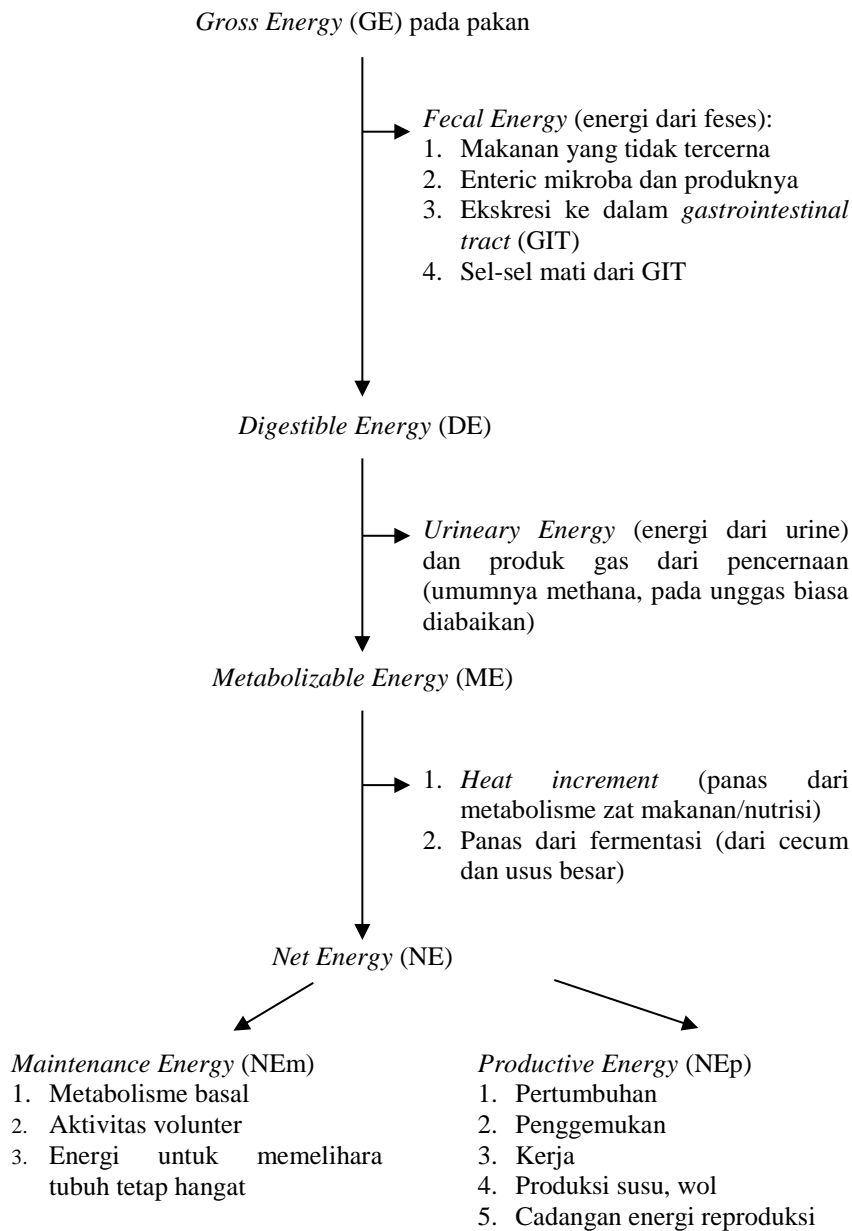 Gross Energy (GE) pada pakan
Fecal Energy (energi dari feses):
1. Makanan yang tidak tercerna
2. Enteric mikroba dan produknya
3. Ekskresi ke dalam gastrointestinal
tract (GIT)
4. Sel-sel mati dari GIT
Digestible Energy (DE)
Urineary Energy (energi dari urine)
dan produk gas dari pencernaan
(umumnya methana, pada unggas biasa
diabaikan)
Metabolizable Energy (ME)
1. Heat increment (panas dari
metabolisme zat makanan/nutrisi)
2. Panas dari fermentasi (dari cecum
dan usus besar)
Net Energy (NE)
Maintenance Energy (NEm)
1. Metabolisme basal
2. Aktivitas volunter
3. Energi untuk memelihara
tubuh tetap hangat
Productive Energy (NEp)
1. Pertumbuhan
2. Penggemukan
3. Kerja
4. Produksi susu, wol
5. Cadangan energi reproduksi